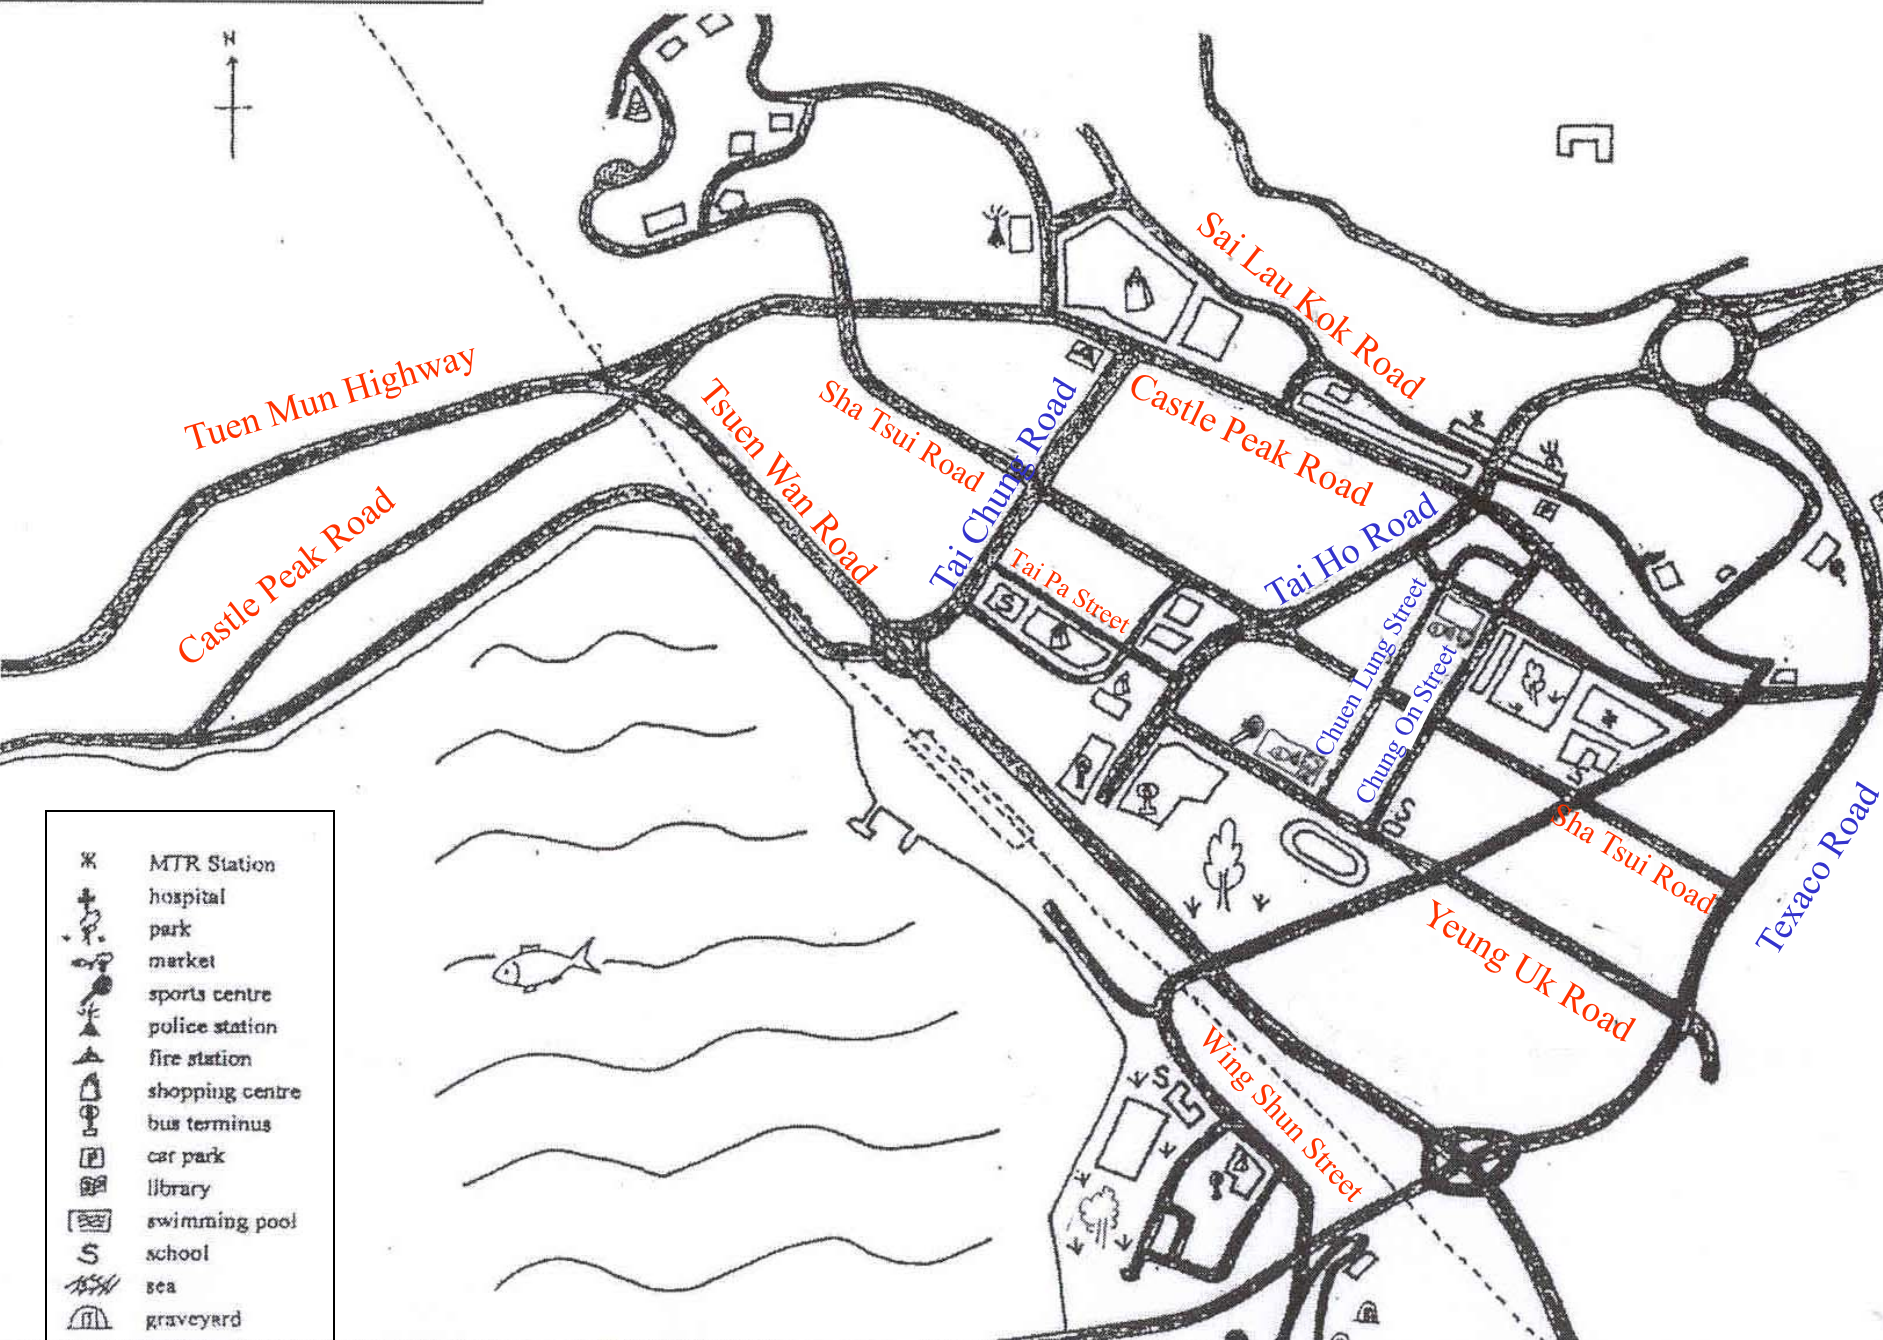 N
Sai Lau Kok Road
Tuen Mun Highway
Tsuen Wan Road
Sha Tsui Road
Tai Chung Road
Castle Peak Road
Castle Peak Road
Tai Ho Road
Tai Pa Street
S
Chuen Lung Street
Chung On Street
S
S
Sha Tsui Road
Texaco Road
Yeung Uk Road
Wing Shun Street
S
MTR Station
hospital
park
market
sports centre
police station
fire station
shopping centre
bus terminus
P car park
library
swimming pool
S school
sea
graveyard